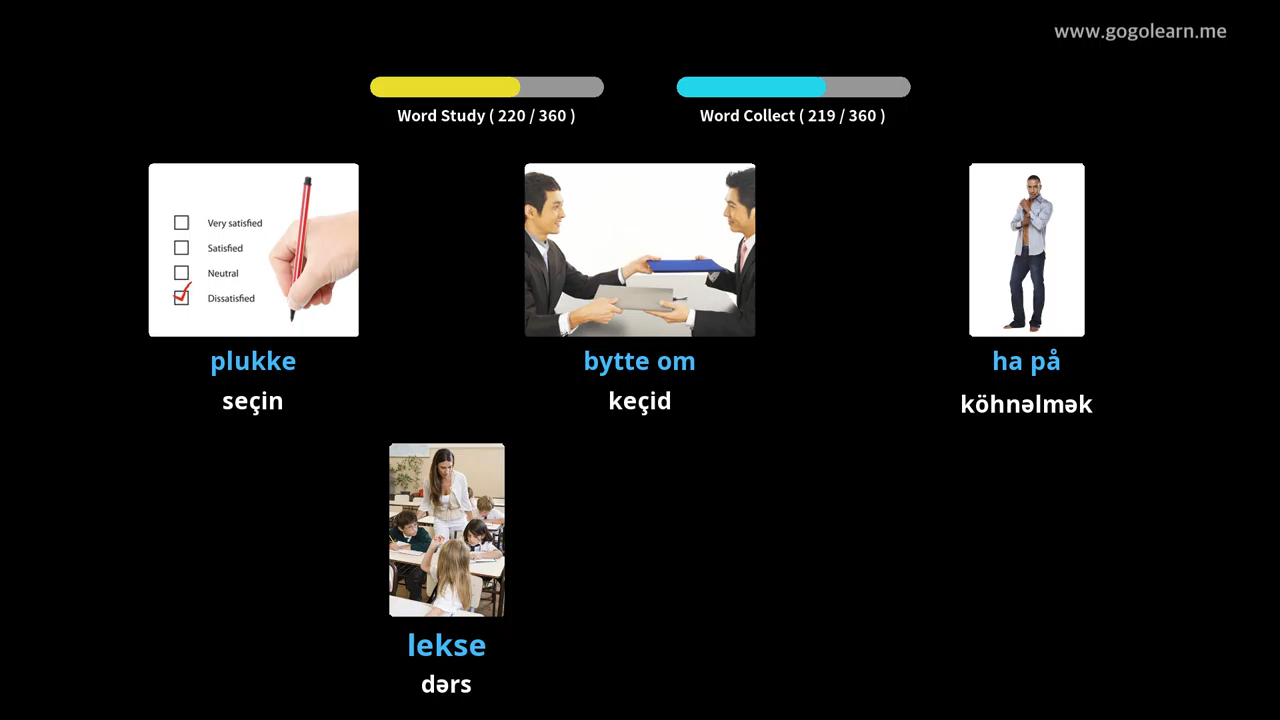 www.gogolearn.me
Word Study ( 220 / 360 )
Word Collect ( 219 / 360 )
Very satisfied
Satisfied
Neutral
Dissatisfied
plukke
seçin
bytte om
keçid
ha på
köhnəlmək
lekse
dərs